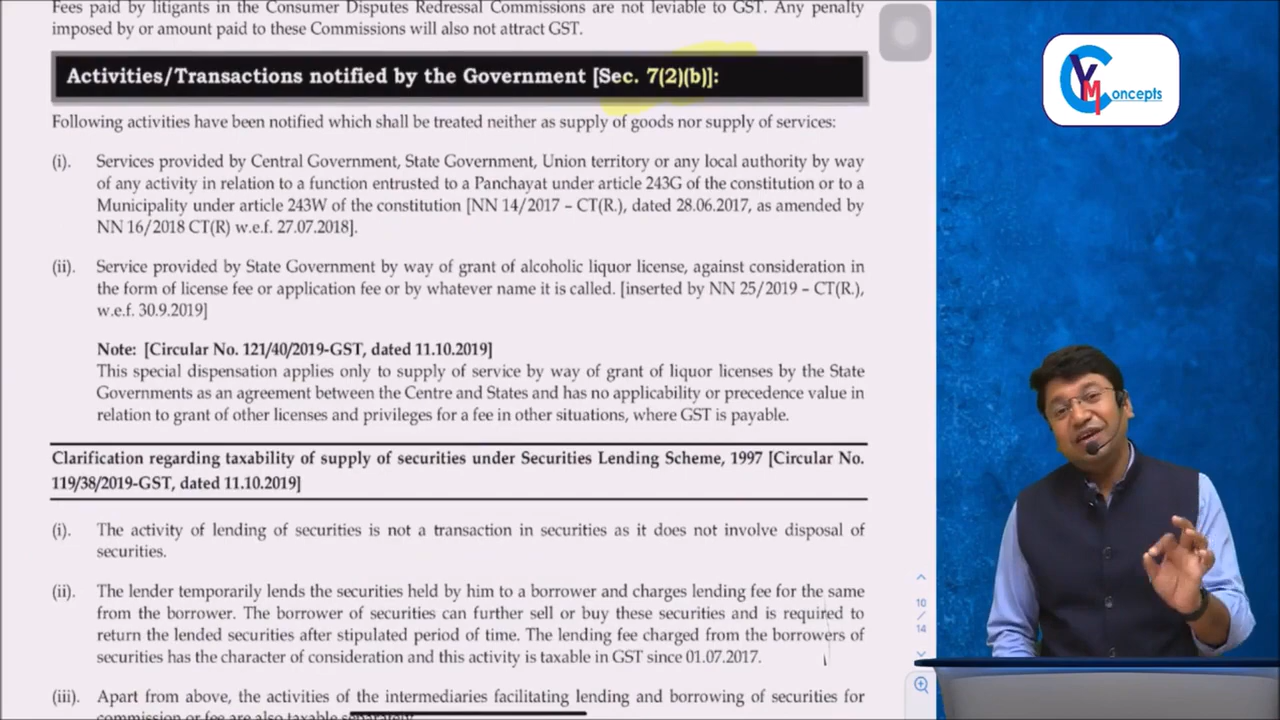 Fees paid by litigants in the Consumer Disputes Redressal Commissions are not leviable to GST. Any penalty
imposed by or amount paid to these Commissions will also not attract GST.
Activities/Transactions notified by the Government [Sec. 7(2)(b)]:
Following activities have been notified which shall be treated neither as supply of goods nor supply of services:
(i). Services provided by Central Government, State Government, Union territory or any local authority by way
of any activity in relation to a function entrusted to a Panchayat under article 243G of the constitution or to a
Municipality under article 243W of the constitution [NN 14/2017 – CT(R.), dated 28.06.2017, as amended by
NN 16/2018 CT(R) w.e.f. 27.07.2018].
(ii). Service provided by State Government by way of grant of alcoholic liquor license, against consideration in
the form of license fee or application fee or by whatever name it is called. [inserted by NN 25/2019 – CT(R.),
w.e.f. 30.9.2019]
Note: [Circular No. 121/40/2019-GST, dated 11.10.2019]
This special dispensation applies only to supply of service by way of grant of liquor licenses by the State
Governments as an agreement between the Centre and States and has no applicability or precedence value in
relation to grant of other licenses and privileges for a fee in other situations, where GST is payable.
Clarification regarding taxability of supply of securities under Securities Lending Scheme, 1997 [Circular No.
119/38/2019-GST, dated 11.10.2019]
(i). The activity of lending of securities is not a transaction in securities as it does not involve disposal of
securities.
(ii). The lender temporarily lends the securities held by him to a borrower and charges lending fee for the same
from the borrower. The borrower of securities can further sell or buy these securities and is required to
return the lended securities after stipulated period of time. The lending fee charged from the borrowers of
securities has the character of consideration and this activity is taxable in GST since 01.07.2017.
(iii). Apart from above, the activities of the intermediaries facilitating lending and borrowing of securities for
commission or fee are also taxable separately.
10
/
14
CYM
oncepts